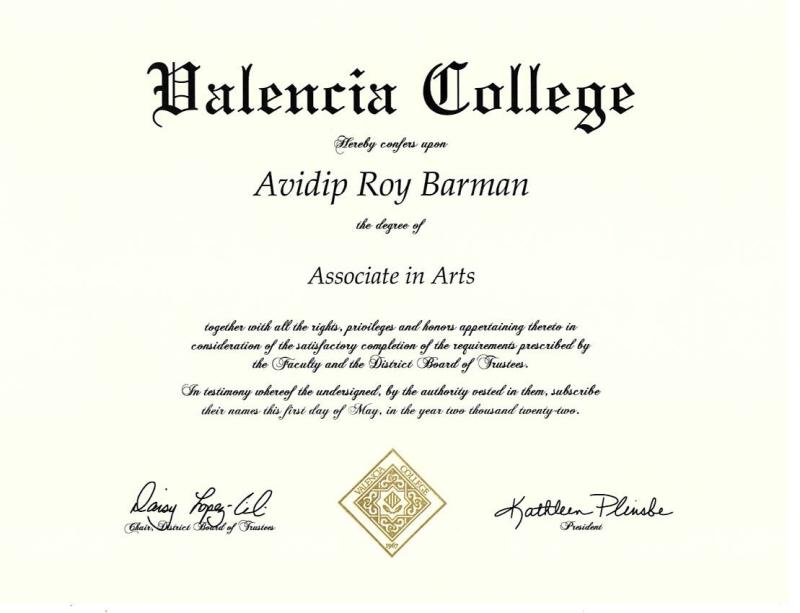 Valencia College
Hereby confers upon
Avidip Roy Barman
the degree of
Associate in Arts
together with all the rights, privileges and honors appertaining thereto in
consideration of the satisfactory completion of the requirements prescribed by
the Faculty and the District Board of Trustees.
In testimony whereof the undersigned, by the authority vested in them, subscribe
their names this first day of May, in the year two thousand twenty-two.
Daisy Lopez-Cid
Kathleen Plinske
Chair, District Board of Trustees
President
VALENCIA COLLEGE
1967